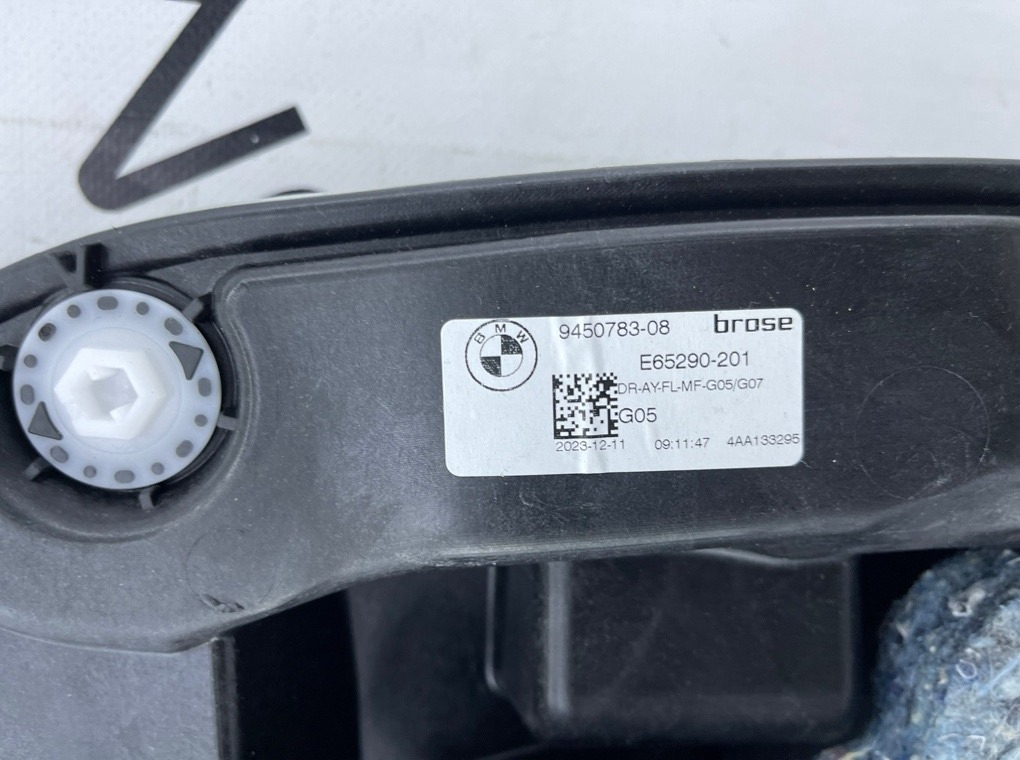 BMW
9450783-08 brose
E65290-201
DR-AY-FL-MF-G05/G07
G05
2023-12-11 09:11:47 4AA133295